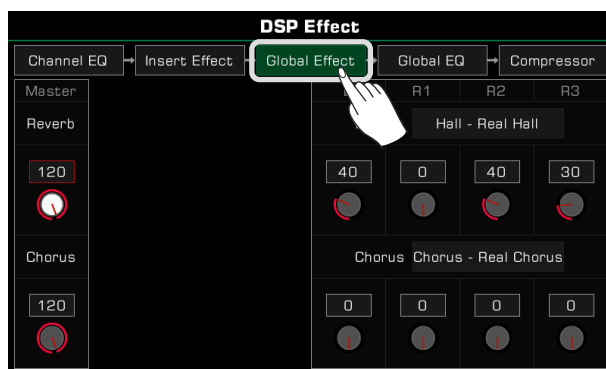 DSP Effect
Channel EQ Insert Effect Global Effect Global EQ Compressor
Master R1 R2 R3
Reverb Hall - Real Hall
120 40 0 40 30
Chorus Chorus Chorus - Real Chorus
120 0 0 0 0